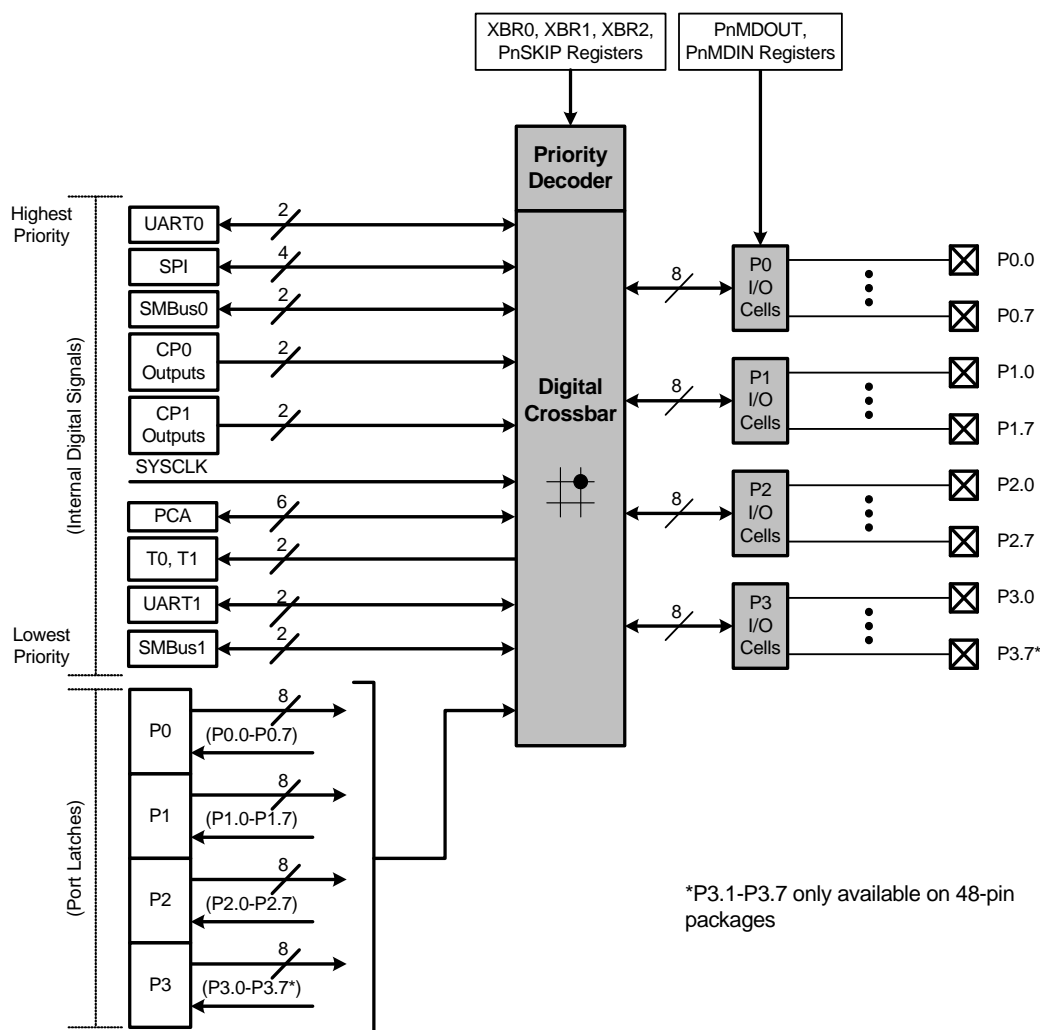 XBR0, XBR1, XBR2,
PnSKIP Registers
PnMDOUT,
PnMDIN Registers
Priority
Decoder
Highest
Priority
(Internal Digital Signals)
Lowest
Priority
UART0
2
SPI
4
SMBus0
2
CP0
Outputs
2
CP1
Outputs
2
SYSCLK
PCA
6
T0, T1
2
UART1
2
SMBus1
2
Digital
Crossbar
8
P0
I/O
Cells
P0.0
P0.7
8
P1
I/O
Cells
P1.0
P1.7
8
P2
I/O
Cells
P2.0
P2.7
8
P3
I/O
Cells
P3.0
P3.7*
(Port Latches)
P0
8
(P0.0-P0.7)
P1
8
(P1.0-P1.7)
P2
8
(P2.0-P2.7)
P3
8
(P3.0-P3.7*)
*P3.1-P3.7 only available on 48-pin
packages